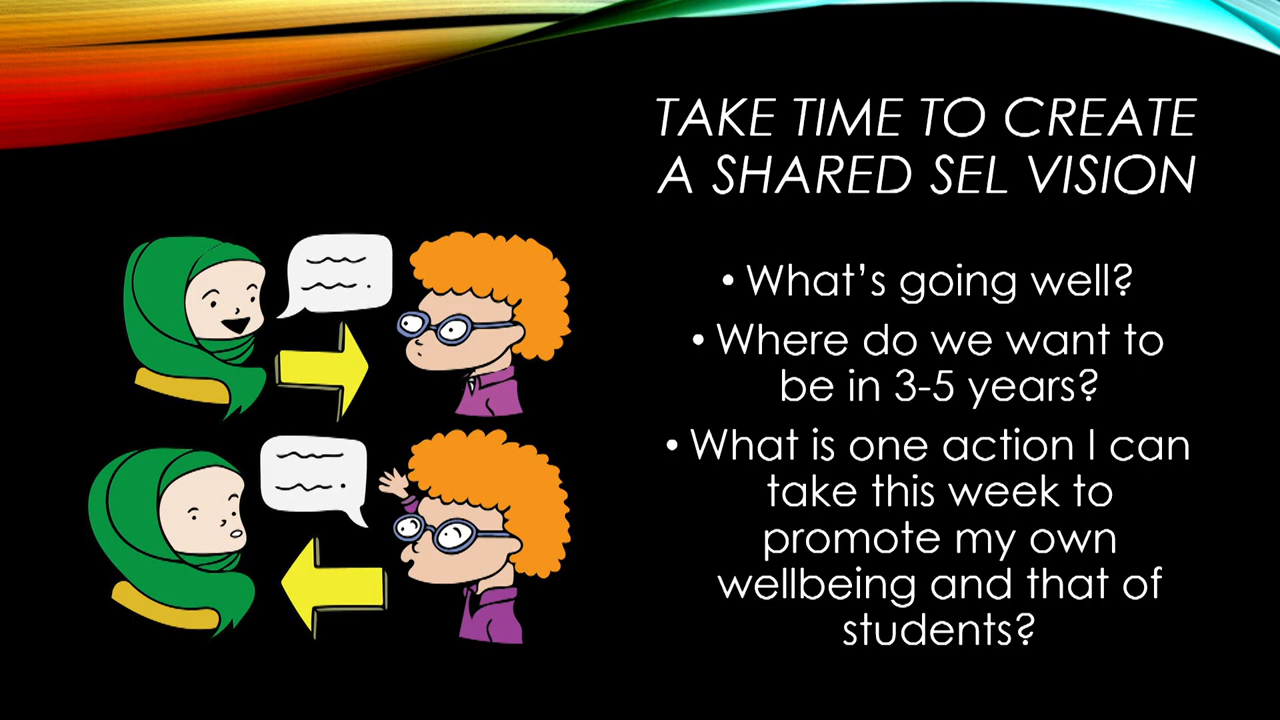 TAKE TIME TO CREATE
A SHARED SEL VISION
• What's going well?
• Where do we want to
be in 3-5 years?
• What is one action I can
take this week to
promote my own
wellbeing and that of
students?